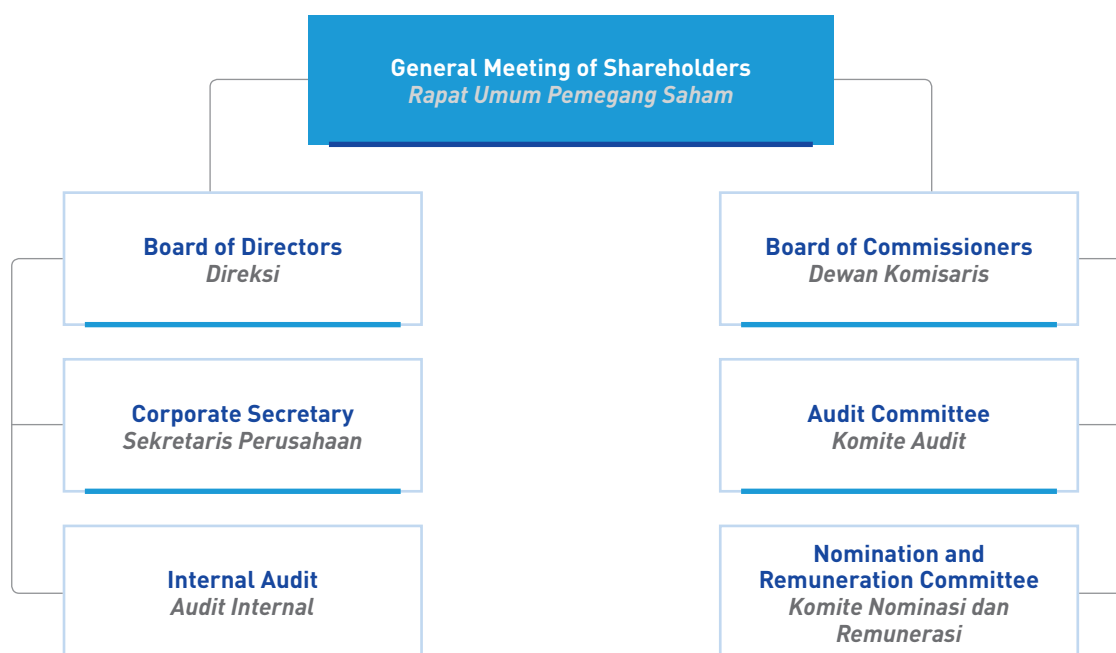 General Meeting of Shareholders
Rapat Umum Pemegang Saham
Board of Directors
Direksi
Board of Commissioners
Dewan Komisaris
Corporate Secretary
Sekretaris Perusahaan
Audit Committee
Komite Audit
Internal Audit
Audit Internal
Nomination and
Remuneration Committee
Komite Nominasi dan
Remunerasi